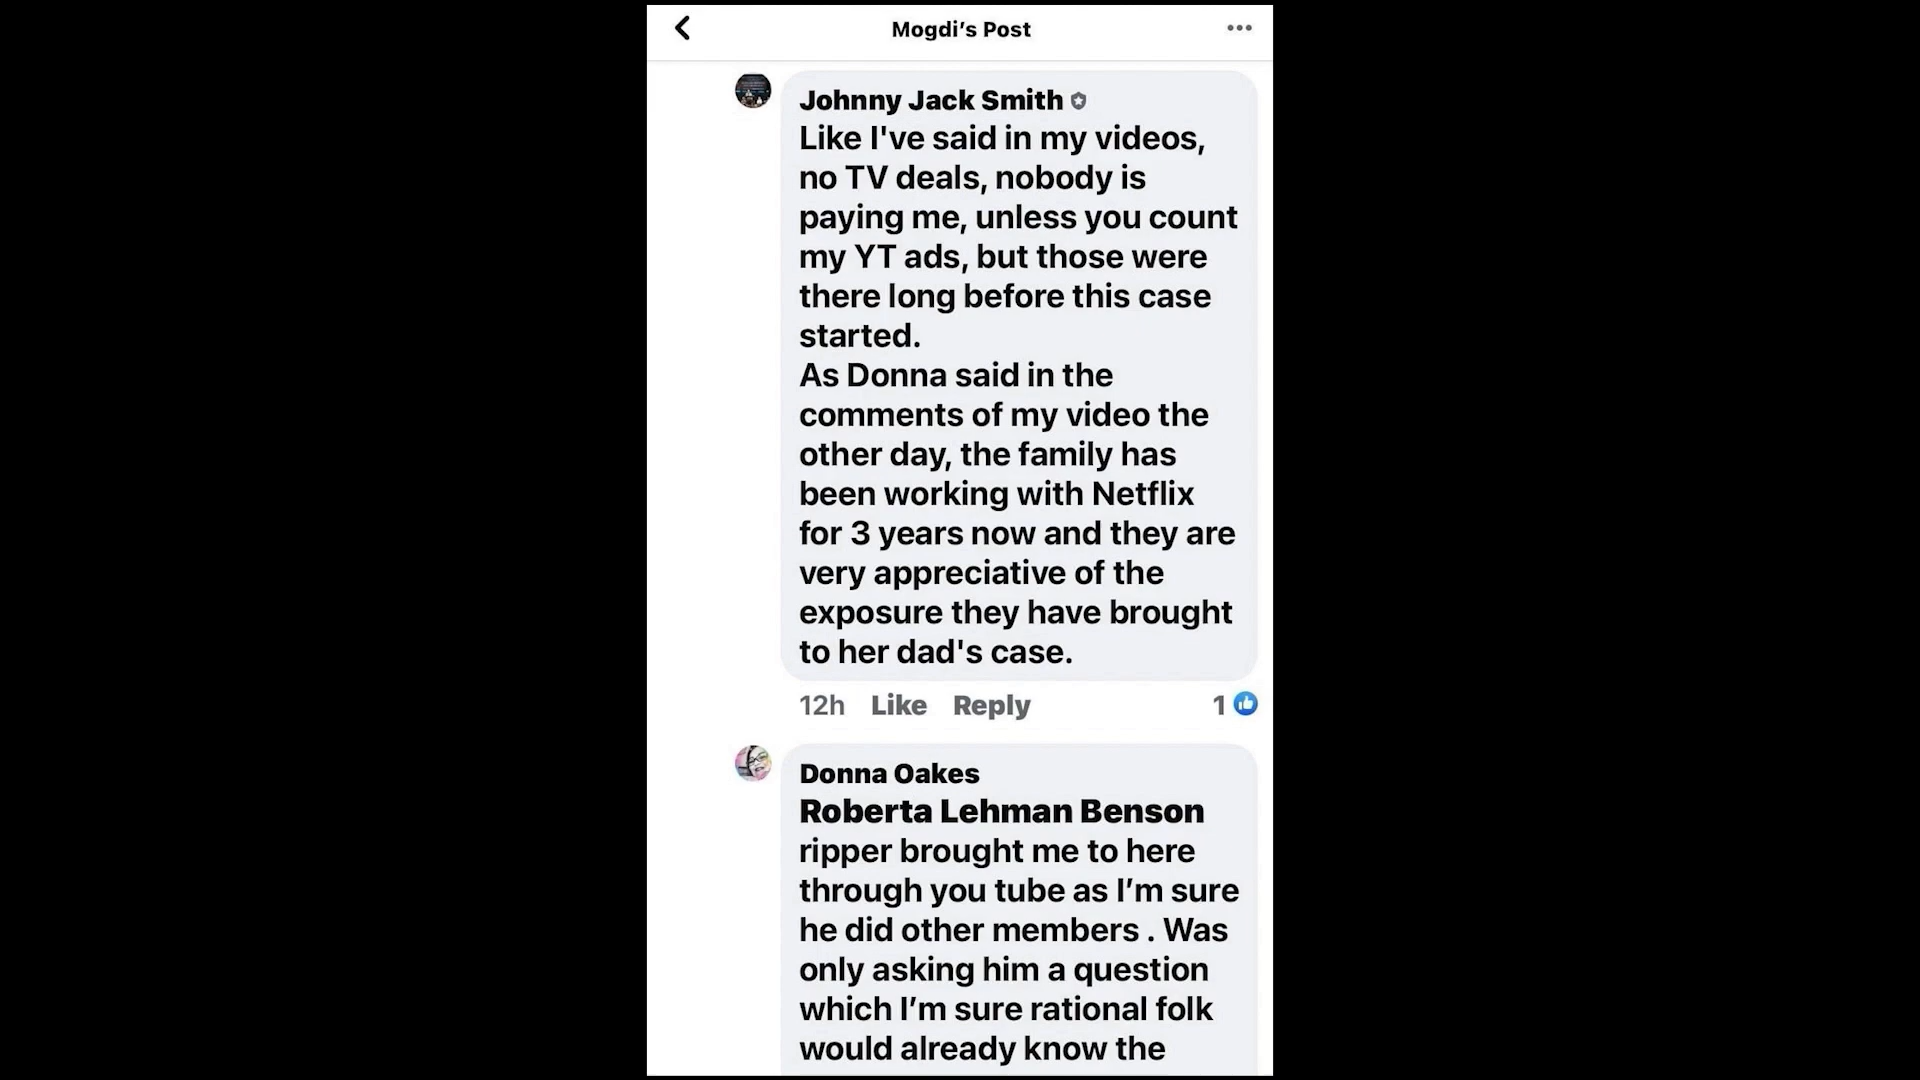 Mogdi’s Post
Johnny Jack Smith
Like I've said in my videos,
no TV deals, nobody is
paying me, unless you count
my YT ads, but those were
there long before this case
started.
As Donna said in the
comments of my video the
other day, the family has
been working with Netflix
for 3 years now and they are
very appreciative of the
exposure they have brought
to her dad's case.
12h Like Reply 1
Donna Oakes
Roberta Lehman Benson
ripper brought me to here
through you tube as I’m sure
he did other members . Was
only asking him a question
which I’m sure rational folk
would already know the